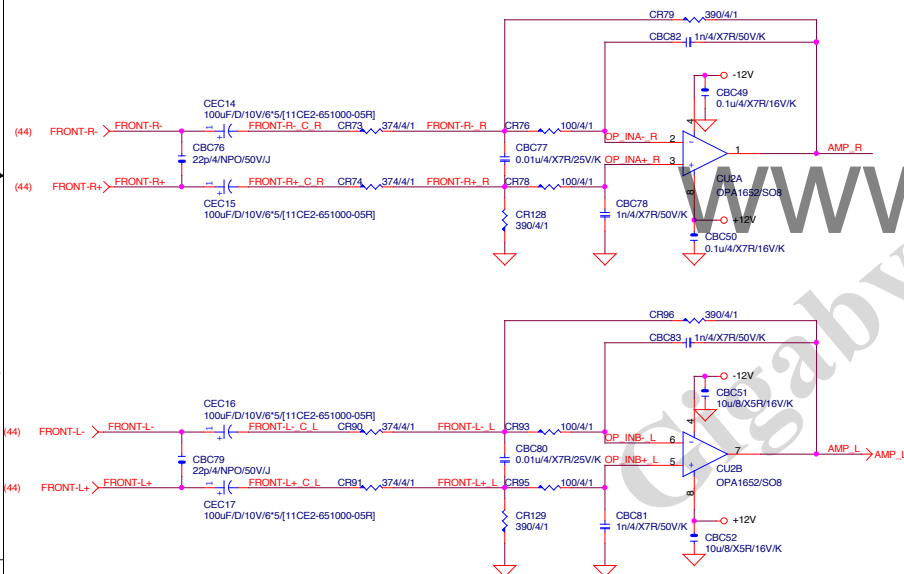 CR79 390/4/1
CBC82 1n/4/X7R/50V/K
-12V
CBC49
0.1u/4/X7R/16V/K
CEC14
100uF/D/10V/6*5/[11CE2-651000-05R]
(44) FRONT-R- FRONT-R- 1 + FRONT-R-_C_R CR73 374/4/1 FRONT-R-_R CR76 100/4/1
OP_INA-_R 2 4 1 AMP_R
CBC76
22p/4/NPO/50V/J
CBC77
0.01u/4/X7R/25V/K
OP_INA+_R 3
CU2A
OPA1652/SO8
(44) FRONT-R+ FRONT-R+ 1 + FRONT-R+_C_R CR74 374/4/1 FRONT-R+_R CR78 100/4/1
8
CEC15
100uF/D/10V/6*5/[11CE2-651000-05R]
CR128
390/4/1
CBC78
1n/4/X7R/50V/K
+12V
CBC50
0.1u/4/X7R/16V/K
www
Gigaby
CR96 390/4/1
CBC83 1n/4/X7R/50V/K
-12V
CBC51
10u/8/X5R/16V/K
CEC16
100uF/D/10V/6*5/[11CE2-651000-05R]
(44) FRONT-L- FRONT-L- 1 + FRONT-L-_C_L CR90 374/4/1 FRONT-L-_L CR93 100/4/1
OP_INB-_L 6 4 7 AMP_L AMP_L
CBC79
22p/4/NPO/50V/J
CBC80
0.01u/4/X7R/25V/K
OP_INB+_L 5
CU2B
OPA1652/SO8
(44) FRONT-L+ FRONT-L+ 1 + FRONT-L+_C_L CR91 374/4/1 FRONT-L+_L CR95 100/4/1
8
CEC17
100uF/D/10V/6*5/[11CE2-651000-05R]
CR129
390/4/1
CBC81
1n/4/X7R/50V/K
+12V
CBC52
10u/8/X5R/16V/K